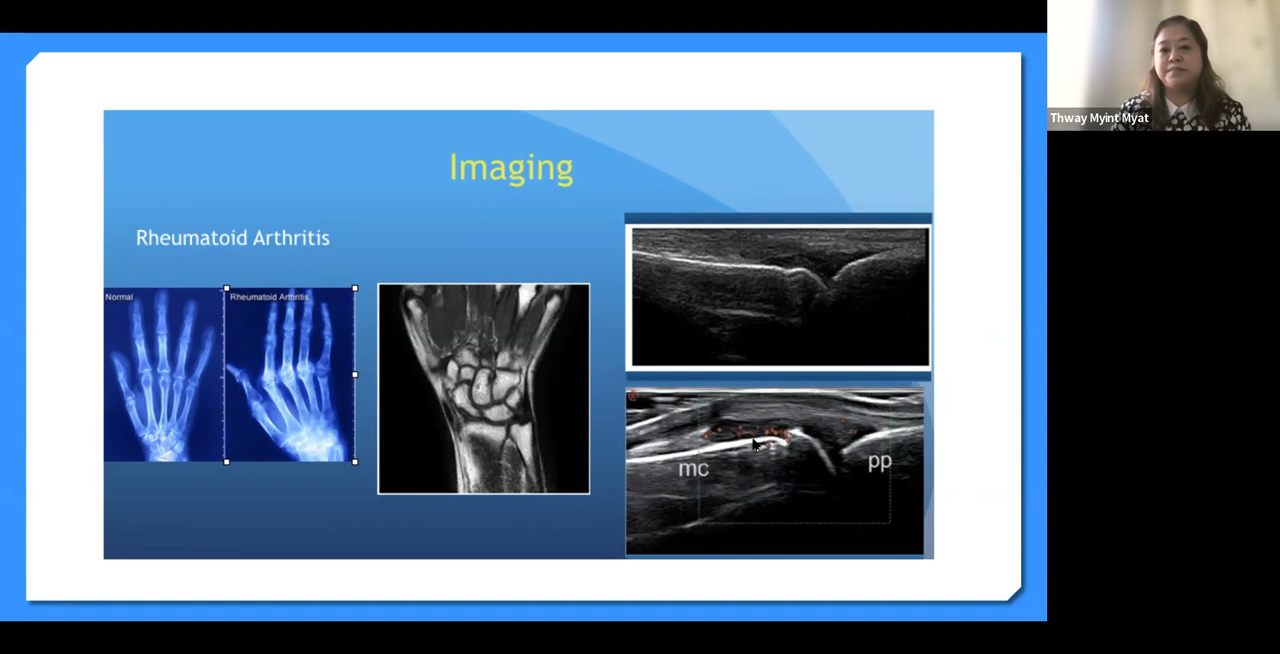 Imaging
Rheumatoid Arthritis
Normal
Rheumatoid Arthritis
mc
pp
Thway Myint Myat